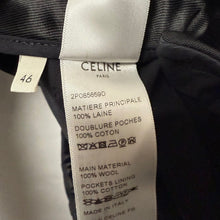 46
CELINE
PARIS
MATIERE PRINCIPALE
100% LAINE
DOUBLURE POCHES
100% COTON
MAIN MATERIAL
100% WOOL
POCKETS LINING
100% COTTON